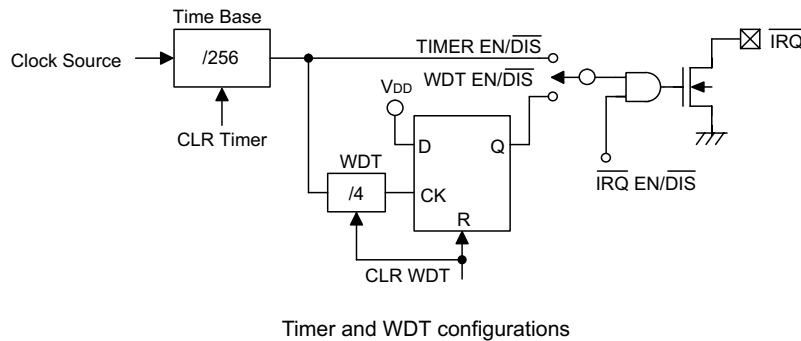 Time Base
Clock Source
/256
CLR Timer
TIMER EN/DIS
WDT EN/DIS
IRQ
VDD
D
Q
CK
R
WDT
/4
CLR WDT
IRQ EN/DIS
Timer and WDT configurations